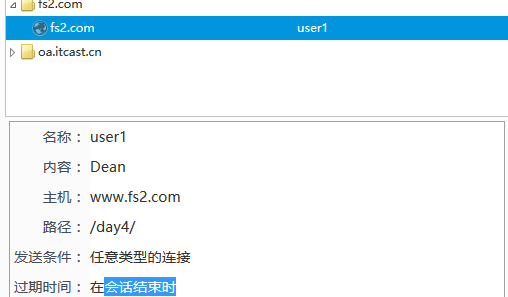 fs2.com
fs2.com user1
oa.itcast.cn
名称： user1
内容： Dean
主机： www.fs2.com
路径： /day4/
发送条件： 任意类型的连接
过期时间： 在会话结束时